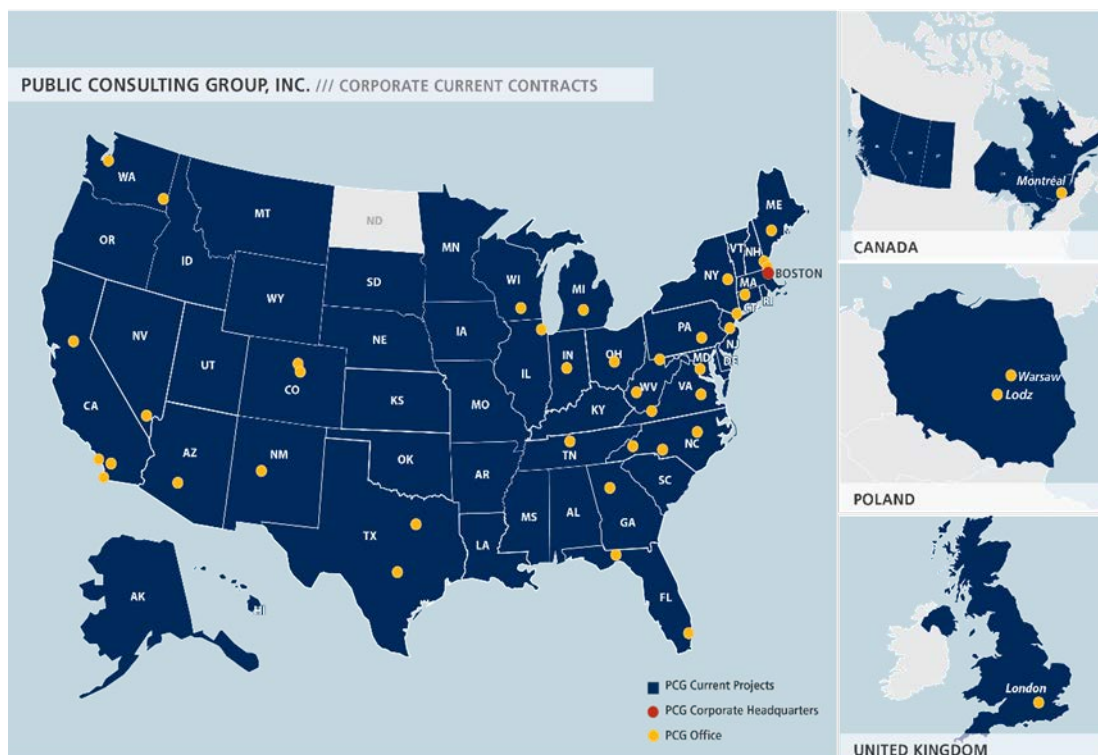 PUBLIC CONSULTING GROUP, INC. /// CORPORATE CURRENT CONTRACTS
WA
MT
ND
MN
ME
OR
ID
SD
WI
MI
VT
NH
NY
MA
BOSTON
RI
CT
WY
IA
NE
PA
NJ
NV
UT
CO
IL
IN
OH
MD
DE
WV
VA
CA
KS
MO
KY
NC
AZ
NM
OK
AR
TN
SC
TX
LA
MS
AL
GA
FL
AK
HI
PCG Current Projects
PCG Corporate Headquarters
PCG Office
Montréal
CANADA
Warsaw
Lodz
POLAND
London
UNITED KINGDOM